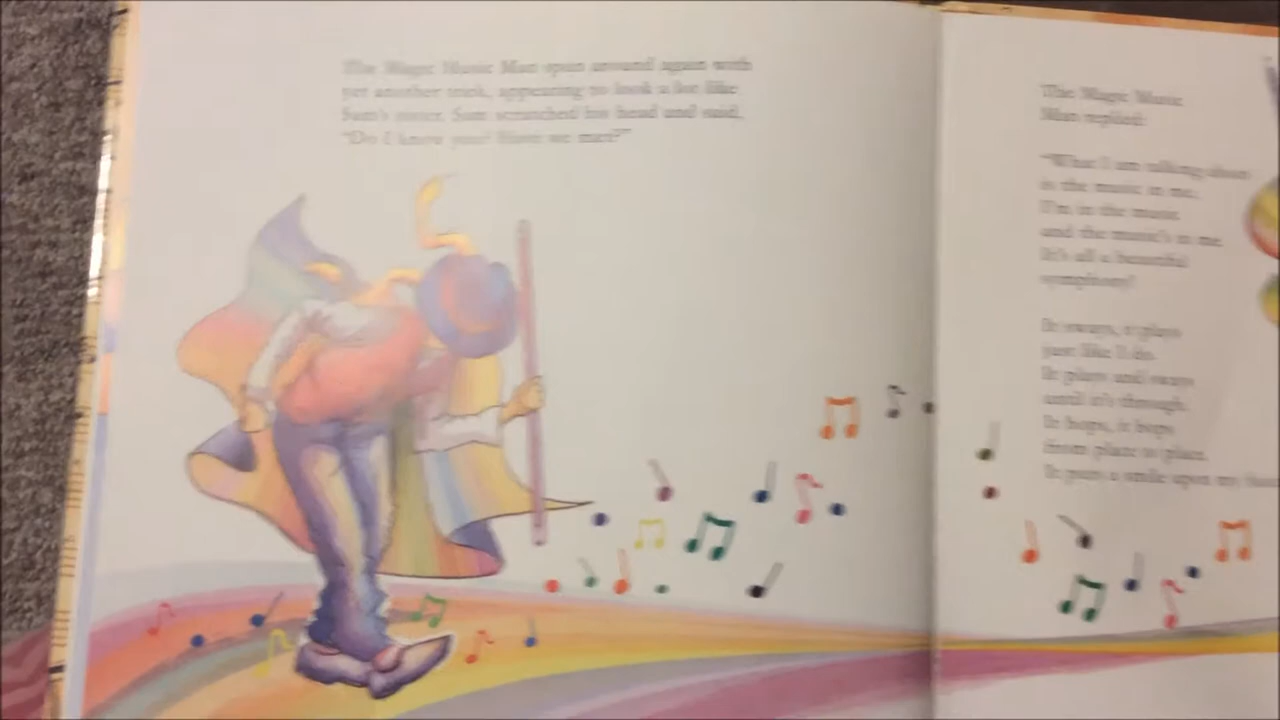 The Magic Music Man spun around again with
yet another trick, appearing to look a lot like
Sam's sister. Sam scratched his head and said,
"Do I know you? Have we met?"
The Magic Music
Man replied:
"What I am talking about
is the music in me.
I'm in the music
and the music's in me.
It's all a beautiful
symphony!
It sways, it plays
just like I do.
It plays and sways
until it's through.
It hops, it bops
from place to place.
It puts a smile upon my